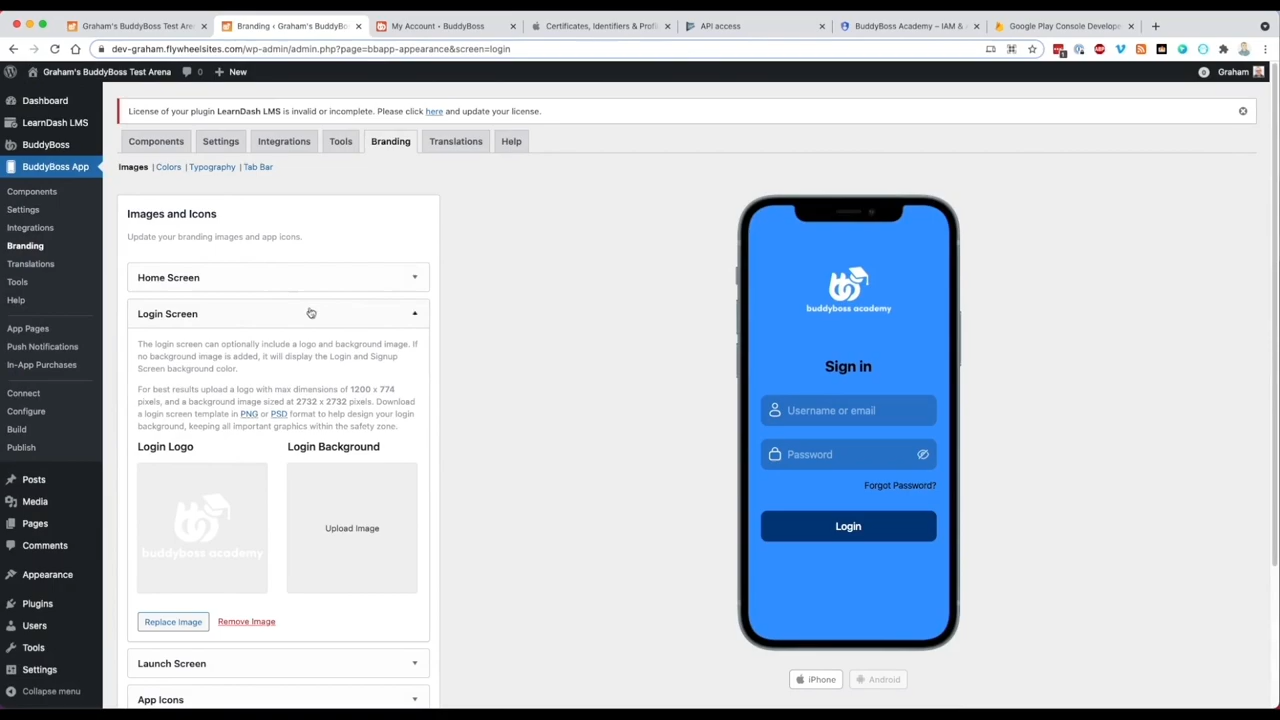 Graham's BuddyBoss Test Arena
Branding ‹ Graham's BuddyBo
My Account - BuddyBoss
Certificates, Identifiers & Profi
API access
BuddyBoss Academy – IAM &
Google Play Console Develope
dev-graham.flywheelsites.com/wp-admin/admin.php?page=bbapp-appearance&screen=login
Graham's BuddyBoss Test Arena
0
New
Graham
Dashboard
LearnDash LMS
BuddyBoss
BuddyBoss App
Components
Settings
Integrations
Branding
Translations
Tools
Help
App Pages
Push Notifications
In-App Purchases
Connect
Configure
Build
Publish
Posts
Media
Pages
Comments
Appearance
Plugins
Users
Tools
Settings
Collapse menu
License of your plugin LearnDash LMS is invalid or incomplete. Please click here and update your license.
Components
Settings
Integrations
Tools
Branding
Translations
Help
Images | Colors | Typography | Tab Bar
Images and Icons
Update your branding images and app icons.
Home Screen
Login Screen
The login screen can optionally include a logo and background image. If
no background image is added, it will display the Login and Signup
Screen background color.
For best results upload a logo with max dimensions of 1200 x 774
pixels, and a background image sized at 2732 x 2732 pixels. Download
a login screen template in PNG or PSD format to help design your login
background, keeping all important graphics within the safety zone.
Login Logo
Login Background
buddyboss academy
Upload Image
Replace Image
Remove Image
Launch Screen
App Icons
buddyboss academy
Sign in
Username or email
Password
Forgot Password?
Login
iPhone
Android